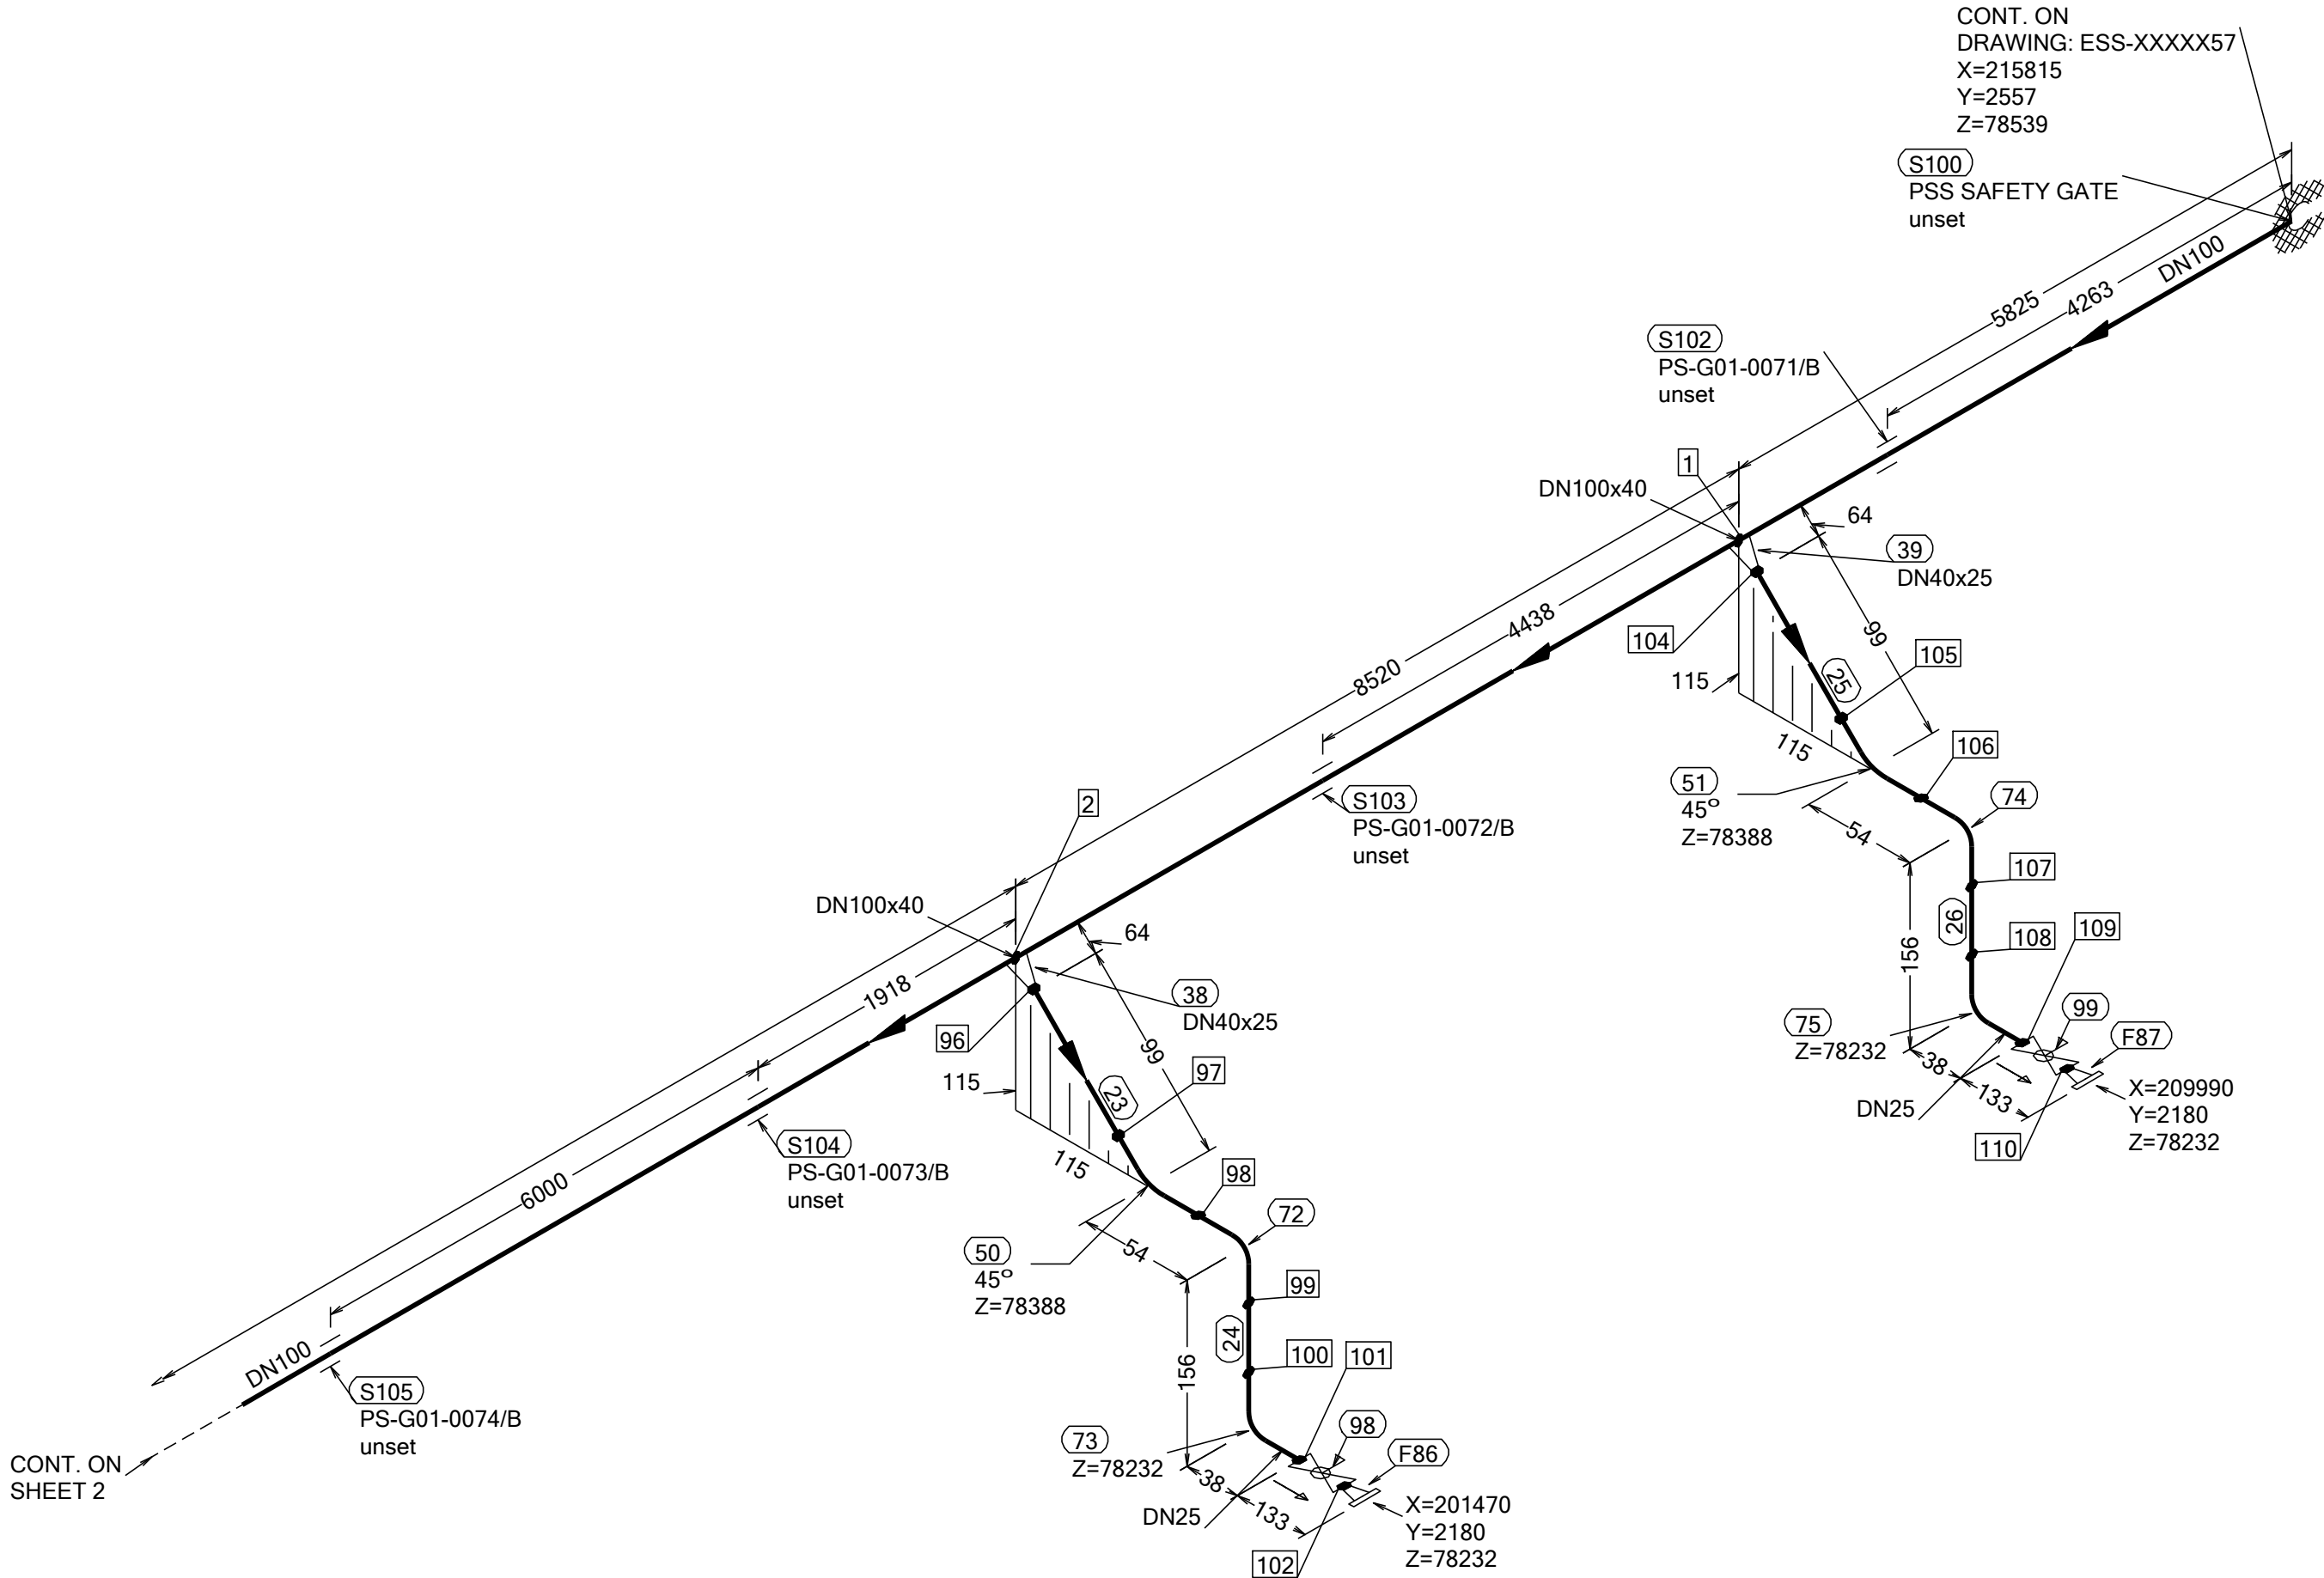 CONT. ON
DRAWING: ESS-XXXXX57
X=215815
Y=2557
Z=78539
S100
PSS SAFETY GATE
unset
DN100
5825
4263
S102
PS-G01-0071/B
unset
1
DN100x40
64
39
DN40x25
99
104
105
25
115
115
106
51
45°
Z=78388
54
74
107
26
156
108
109
75
Z=78232
99
F87
38
133
DN25
110
X=209990
Y=2180
Z=78232
8520
4438
S103
PS-G01-0072/B
unset
2
DN100x40
64
38
DN40x25
99
96
97
23
115
115
98
50
45°
Z=78388
54
72
99
24
156
100
101
73
Z=78232
98
F86
38
133
DN25
102
X=201470
Y=2180
Z=78232
1918
S104
PS-G01-0073/B
unset
6000
DN100
S105
PS-G01-0074/B
unset
CONT. ON
SHEET 2